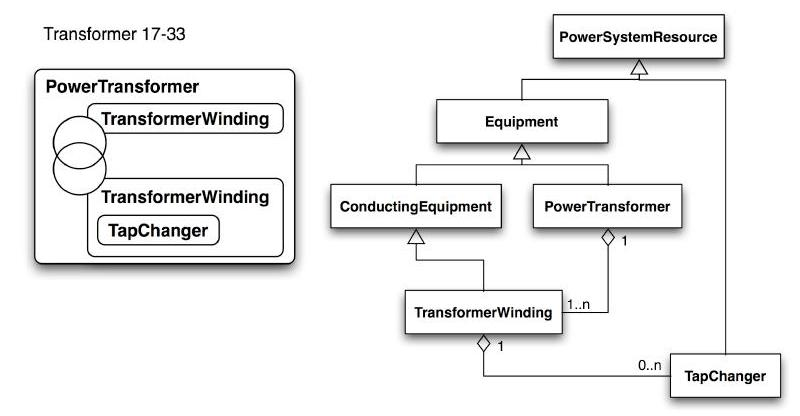 Transformer 17-33
PowerTransformer
TransformerWinding
TransformerWinding
TapChanger
PowerSystemResource
Equipment
ConductingEquipment
PowerTransformer
1
TransformerWinding
1..n
1
0..n
TapChanger